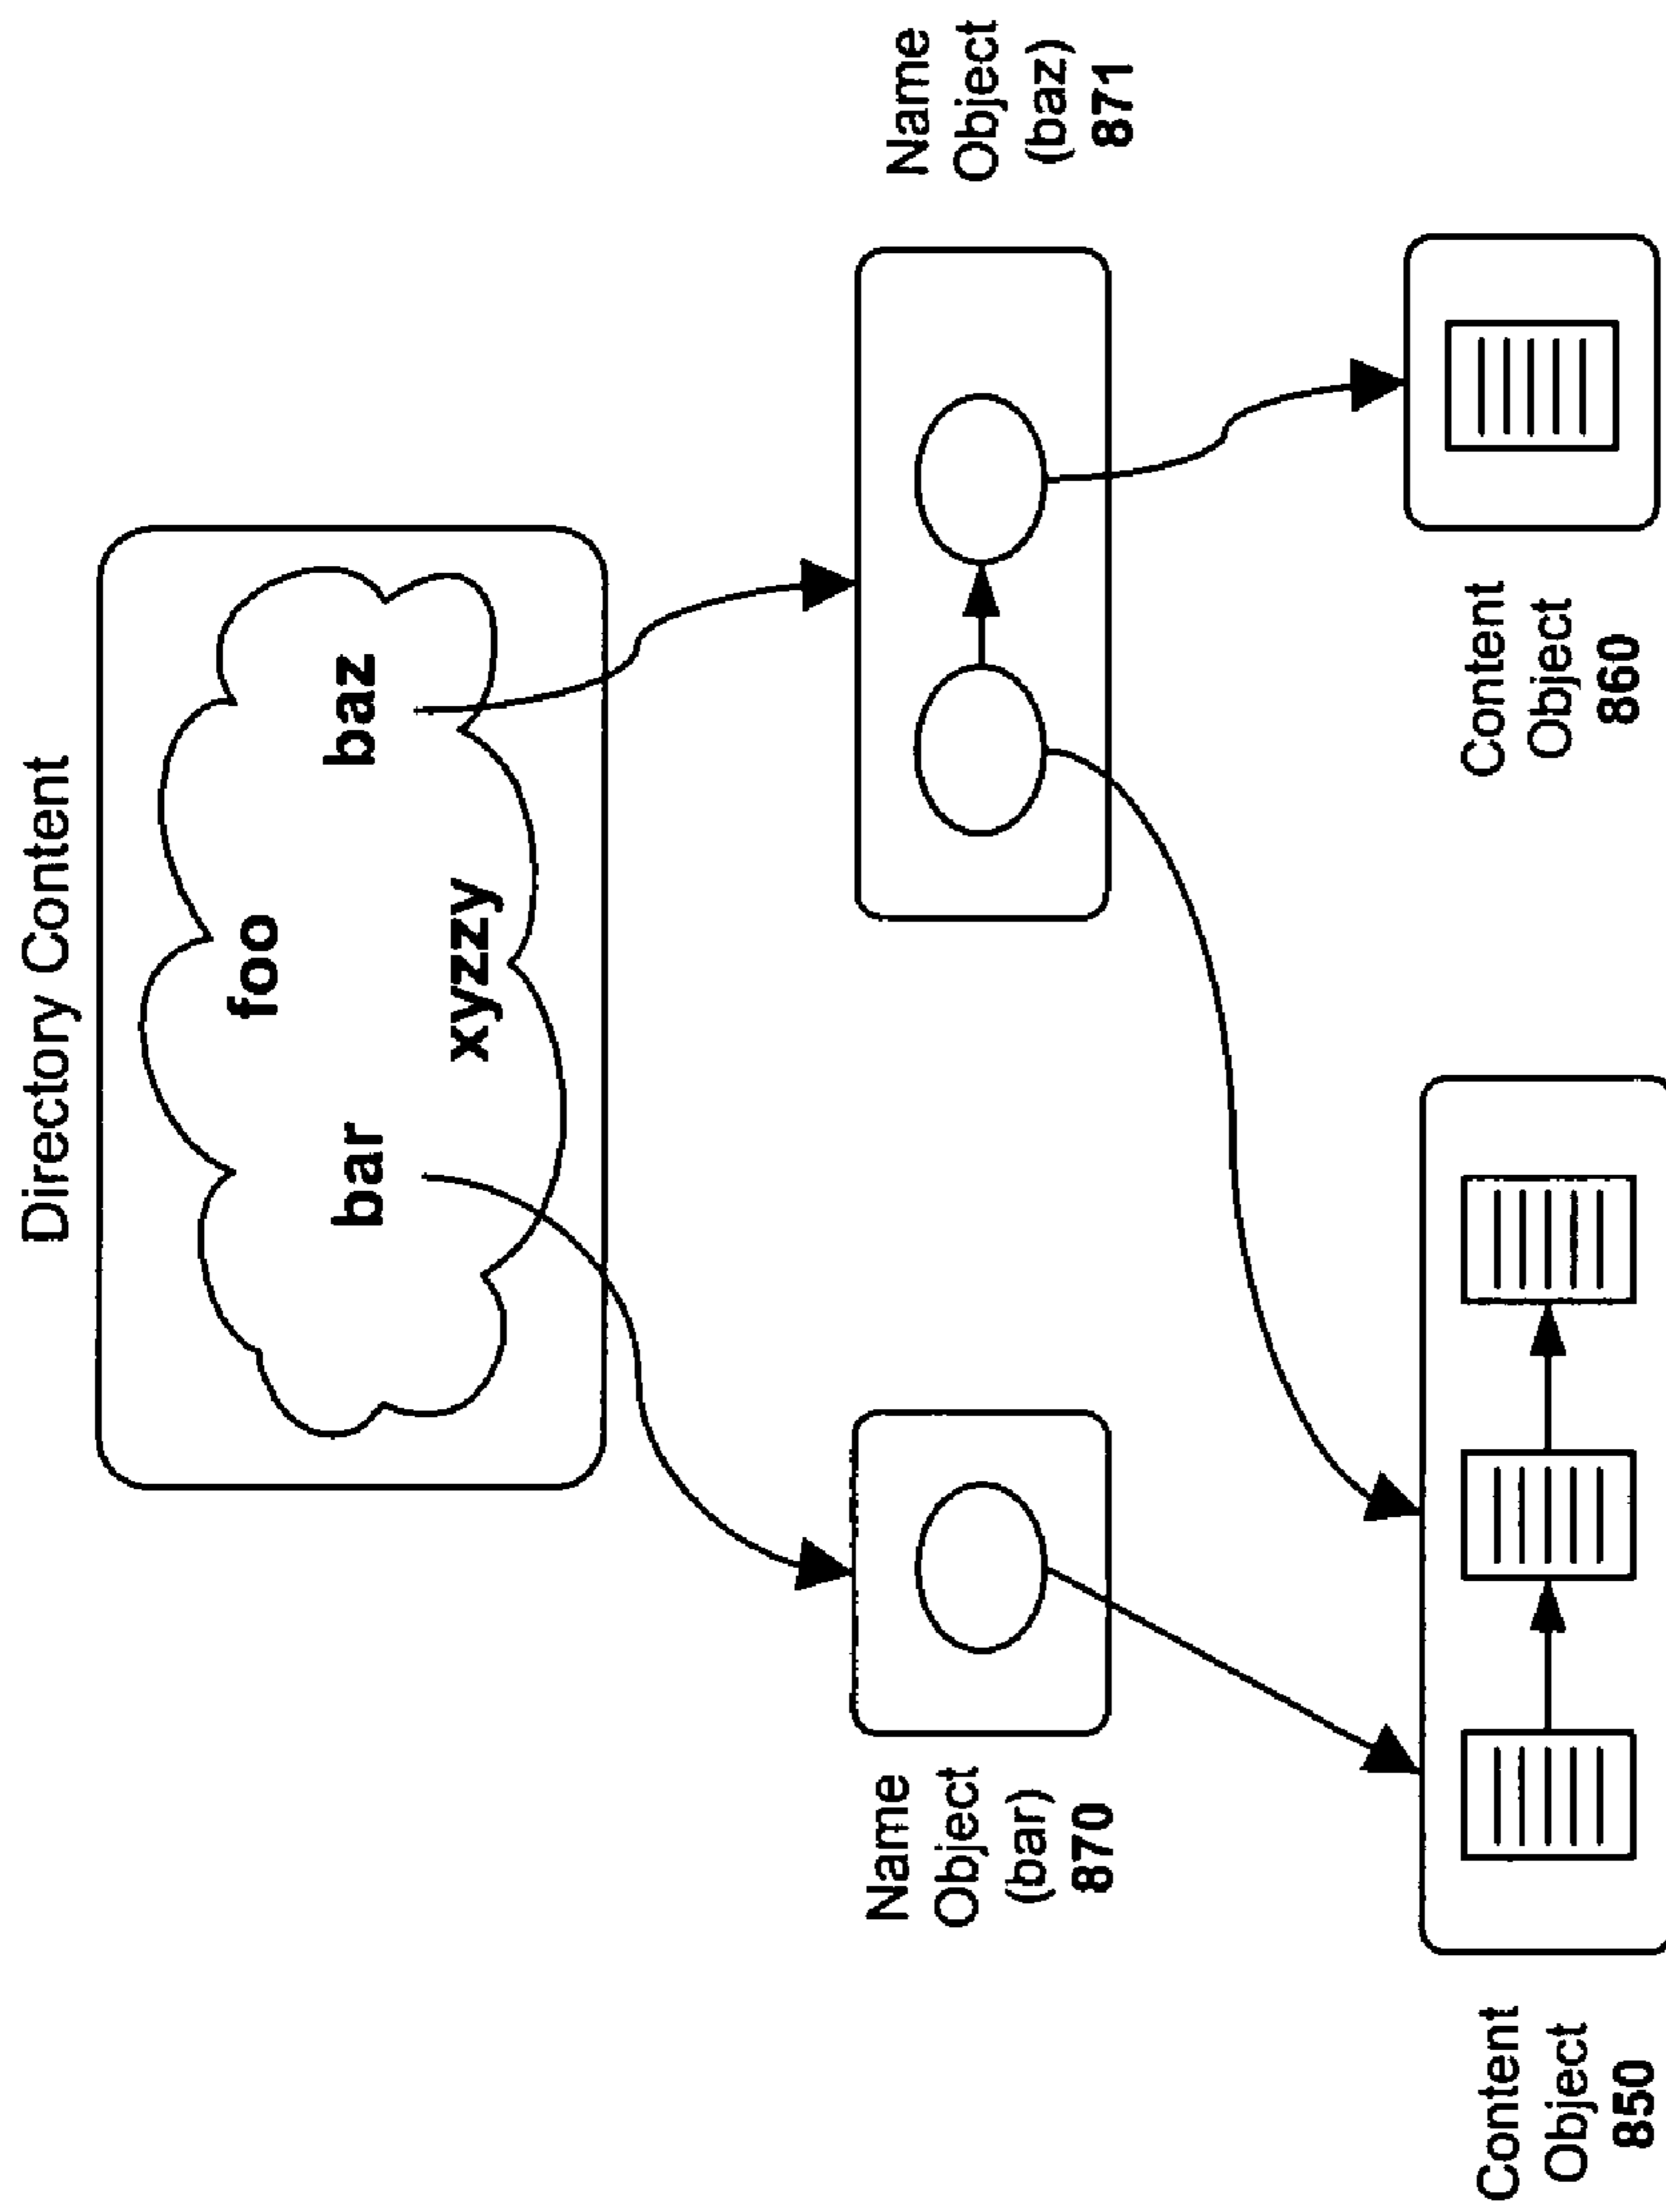 Directory Content
foo
bar
baz
xyzzy
Name
Object
(bar)
870
Name
Object
(baz)
871
Content
Object
850
Content
Object
860